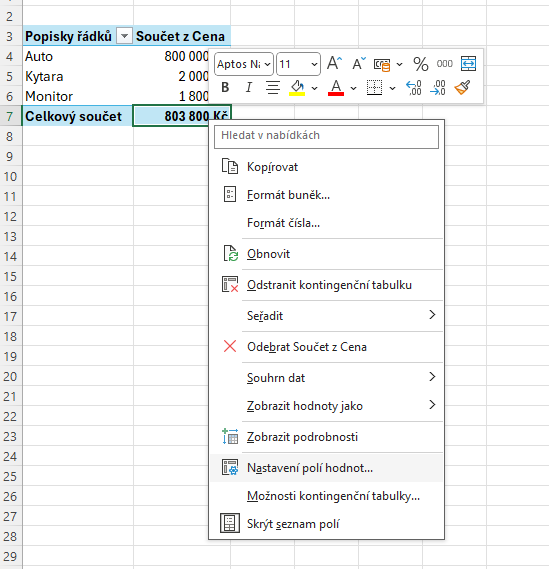 2
3 Popisky řádků Součet z Cena
4 Auto 800 000
Aptos Na 11 A A % 000
5 Kytara 2 000
B I A
6 Monitor 1 800
7 Celkový součet 803 800 Kč
8
Hledat v nabídkách
9
10 Kopírovat
11
Formát buněk...
12
13 Formát čísla...
14 Obnovit
15
16 Odstranit kontingenční tabulku
17
Seřadit
18
19 Odebrat Součet z Cena
20
Souhrn dat
21
22 Zobrazit hodnoty jako
23 Zobrazit podrobnosti
24
25 Nastavení polí hodnot...
26 Možnosti kontingenční tabulky...
27
28 Skrýt seznam polí
29